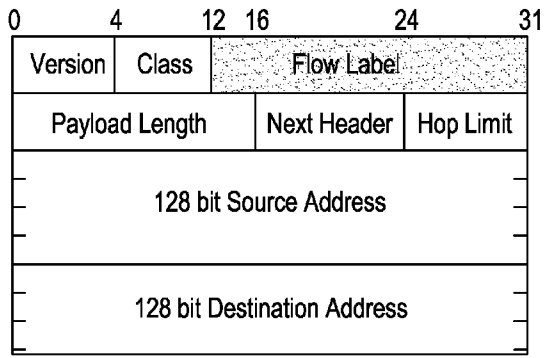 0 4 12 16 24 31
Version Class Flow Label
Payload Length Next Header Hop Limit
128 bit Source Address
128 bit Destination Address